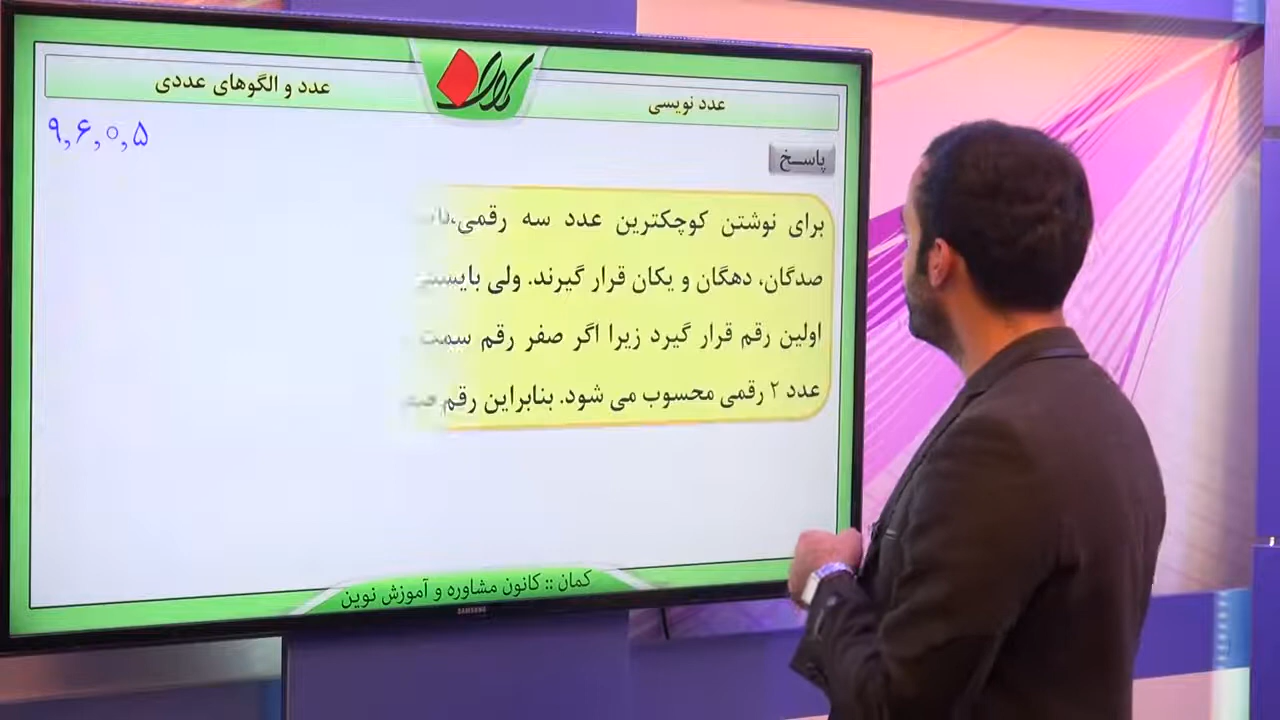 عدد نویسی
عدد و الگوهای عددی
۹,۶,۰,۵
پاسخ
برای نوشتن کوچکترین عدد سه رقمی،
صدگان، دهگان و یکان قرار گیرند. ولی بایستی
اولین رقم قرار گیرد زیرا اگر صفر رقم سمت
عدد ۲ رقمی محسوب می شود. بنابراین رقم
کمان :: کانون مشاوره و آموزش نوین
SAMSUNG